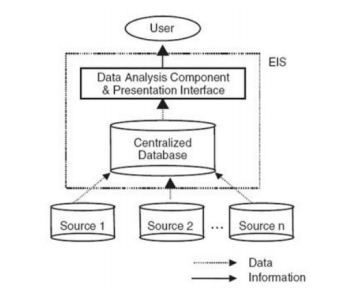 User
EIS
Data Analysis Component
& Presentation Interface
Centralized
Database
Source 1
Source 2
...
Source n
Data
Information